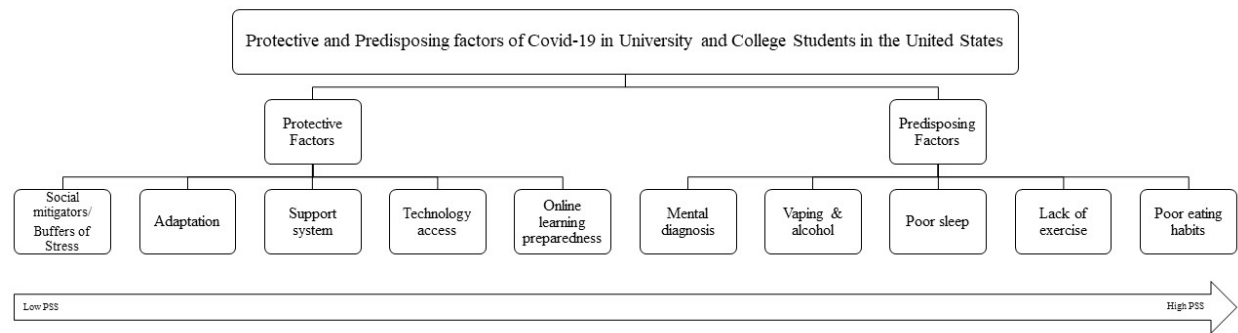 Protective and Predisposing factors of Covid-19 in University and College Students in the United States
Protective
Factors
Predisposing
Factors
Social
mitigators/
Buffers of
Stress
Adaptation
Support
system
Technology
access
Online
learning
preparedness
Mental
diagnosis
Vaping &
alcohol
Poor sleep
Lack of
exercise
Poor eating
habits
Low PSS
High PSS